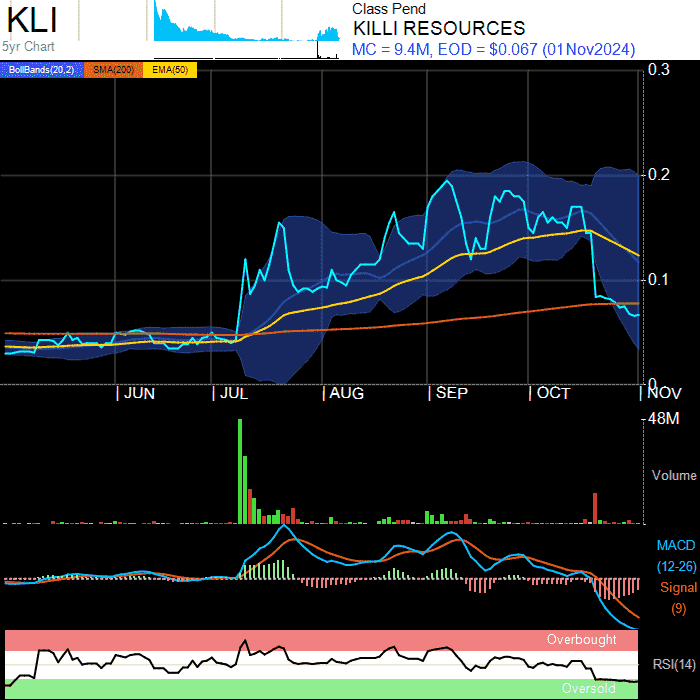 KLI
5yr Chart
Class Pend
KILLI RESOURCES
MC = 9.4M, EOD = $0.067 (01Nov2024)
BollBands(20,2) SMA(200) EMA(50)
0.3
0.2
0.1
0
JUN JUL AUG SEP OCT NOV
48M
Volume
MACD
(12-26)
Signal
(9)
Overbought
RSI(14)
Oversold